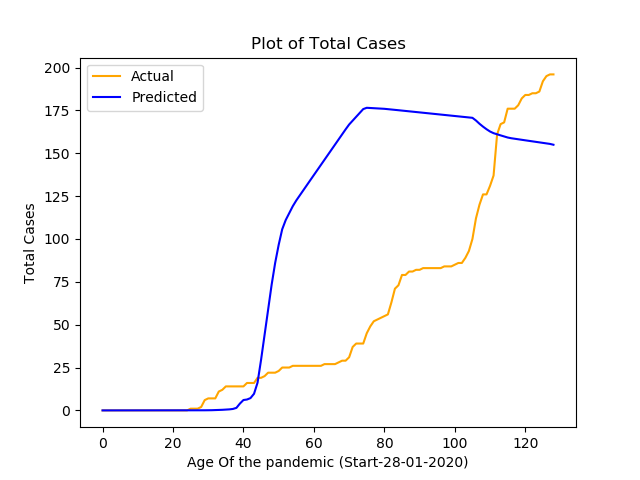 Plot of Total Cases
Actual
Predicted
200
175
150
125
100
75
50
25
0
Total Cases
0 20 40 60 80 100 120
Age Of the pandemic (Start-28-01-2020)